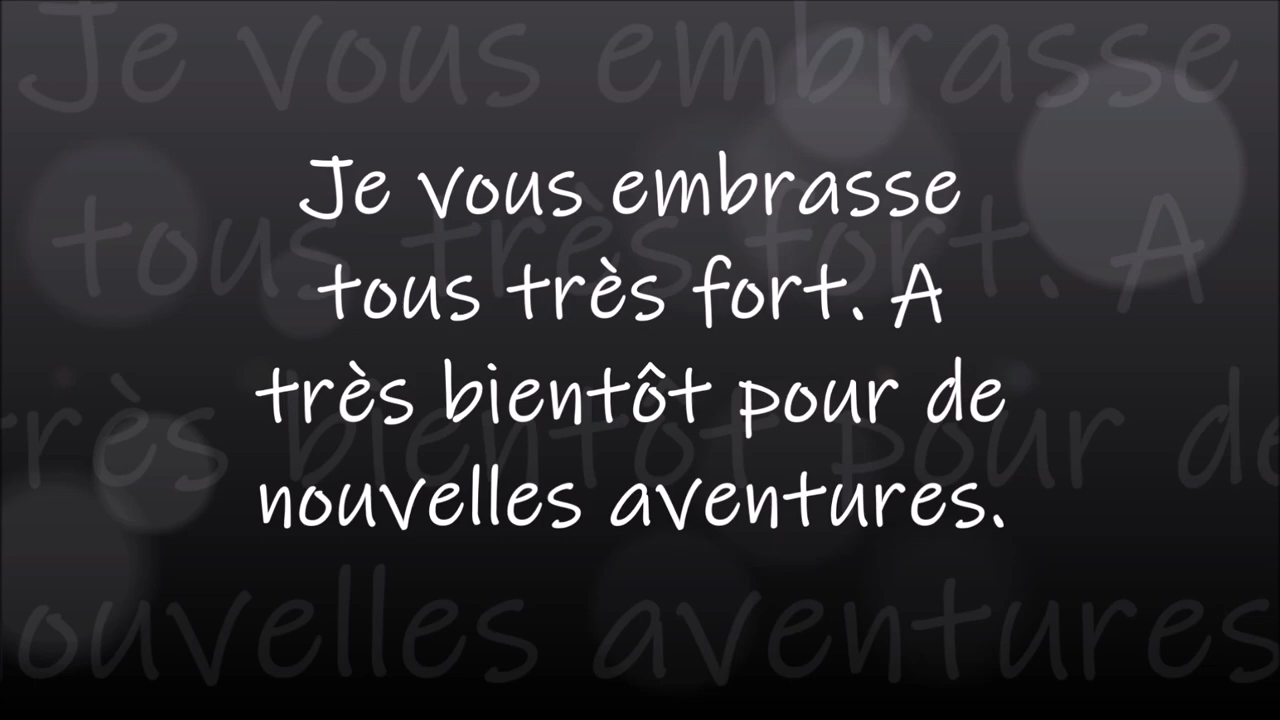 Je vous embrasse
tous très fort. A
très bientôt pour de
nouvelles aventures.